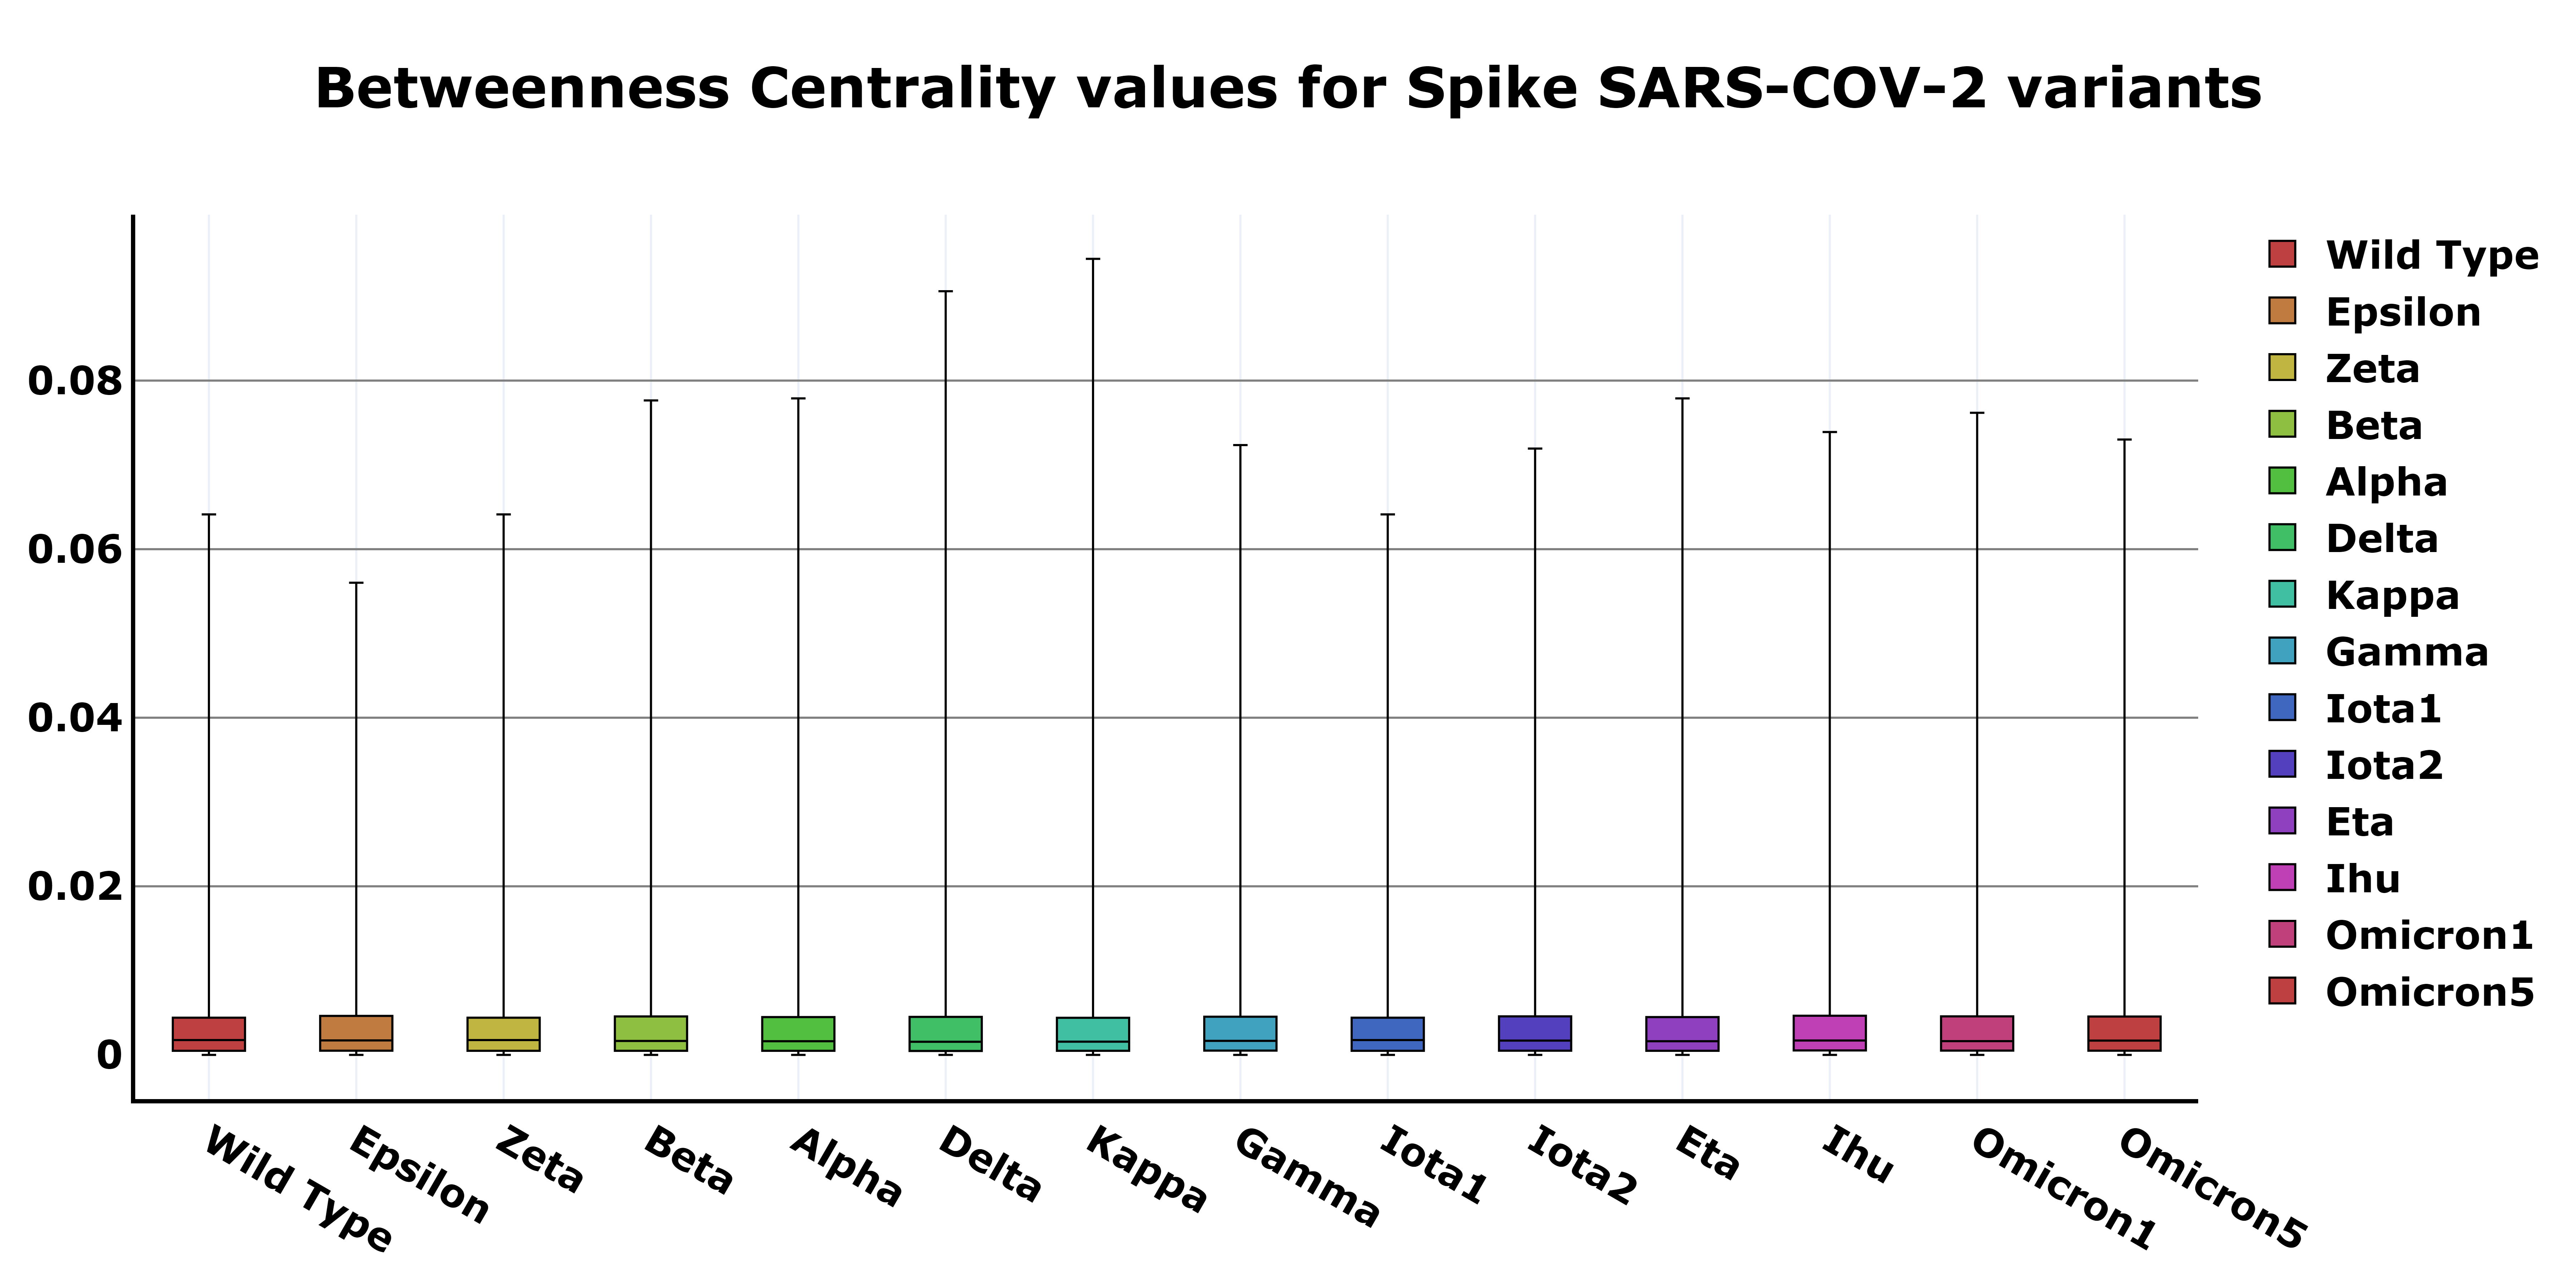 Betweenness Centrality values for Spike SARS-COV-2 variants
0.08
0.06
0.04
0.02
0
Wild Type
Epsilon
Zeta
Beta
Alpha
Delta
Kappa
Gamma
Iota1
Iota2
Eta
Ihu
Omicron1
Omicron5
Wild Type
Epsilon
Zeta
Beta
Alpha
Delta
Kappa
Gamma
Iota1
Iota2
Eta
Ihu
Omicron1
Omicron5